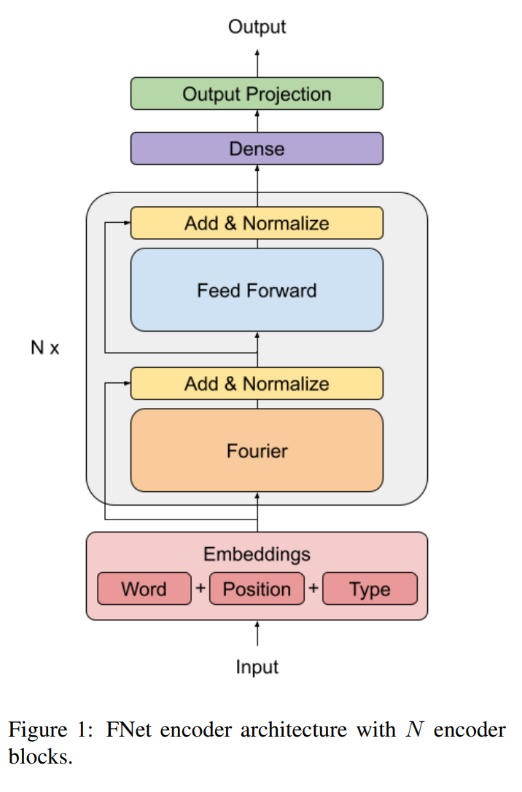 Output
Output Projection
Dense
Add & Normalize
Feed Forward
N x
Add & Normalize
Fourier
Embeddings
Word + Position + Type
Input
Figure 1: FNet encoder architecture with N encoder
blocks.